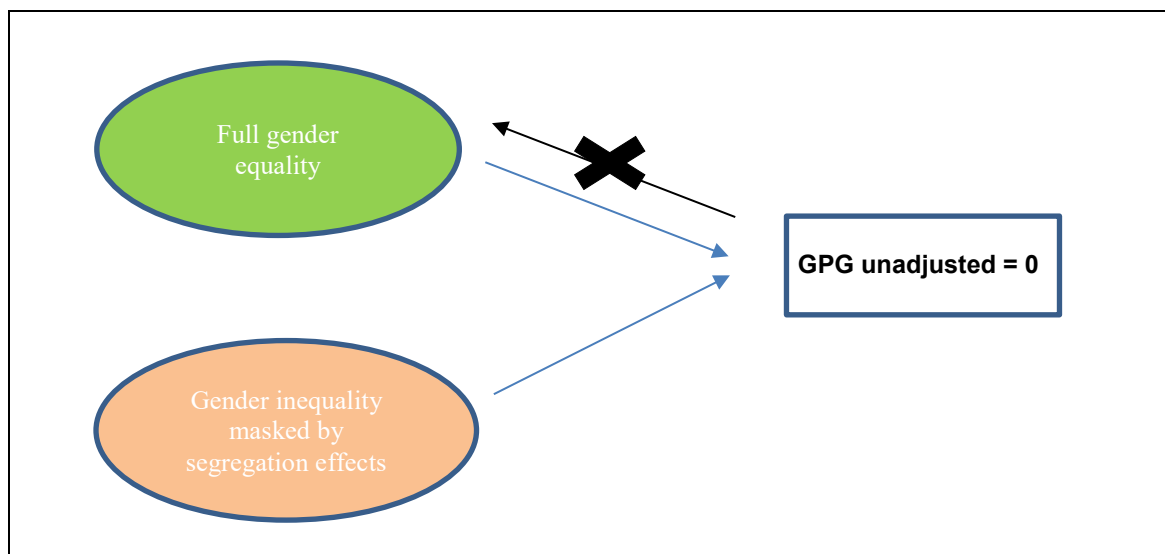 Full gender
equality
GPG unadjusted = 0
Gender inequality
masked by
segregation effects